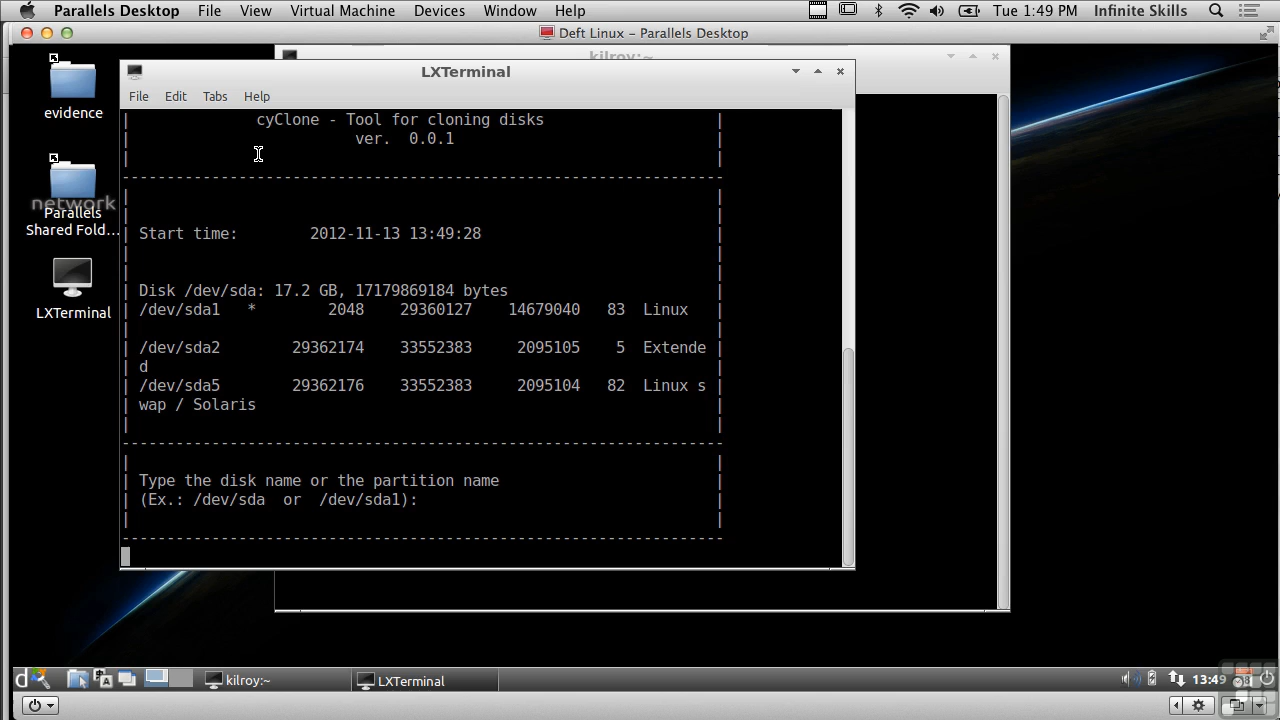 Parallels Desktop File View Virtual Machine Devices Window Help Tue 1:49 PM Infinite Skills
Deft Linux – Parallels Desktop
kilroy:~
LXTerminal
File Edit Tabs Help
evidence
network
Parallels
Shared Fold...
LXTerminal
cyClone - Tool for cloning disks
ver. 0.0.1
Start time: 2012-11-13 13:49:28
Disk /dev/sda: 17.2 GB, 17179869184 bytes
/dev/sda1 * 2048 29360127 14679040 83 Linux
/dev/sda2 29362174 33552383 2095105 5 Extende
d
/dev/sda5 29362176 33552383 2095104 82 Linux s
wap / Solaris
Type the disk name or the partition name
(Ex.: /dev/sda or /dev/sda1):
kilroy:~ LXTerminal 13:49